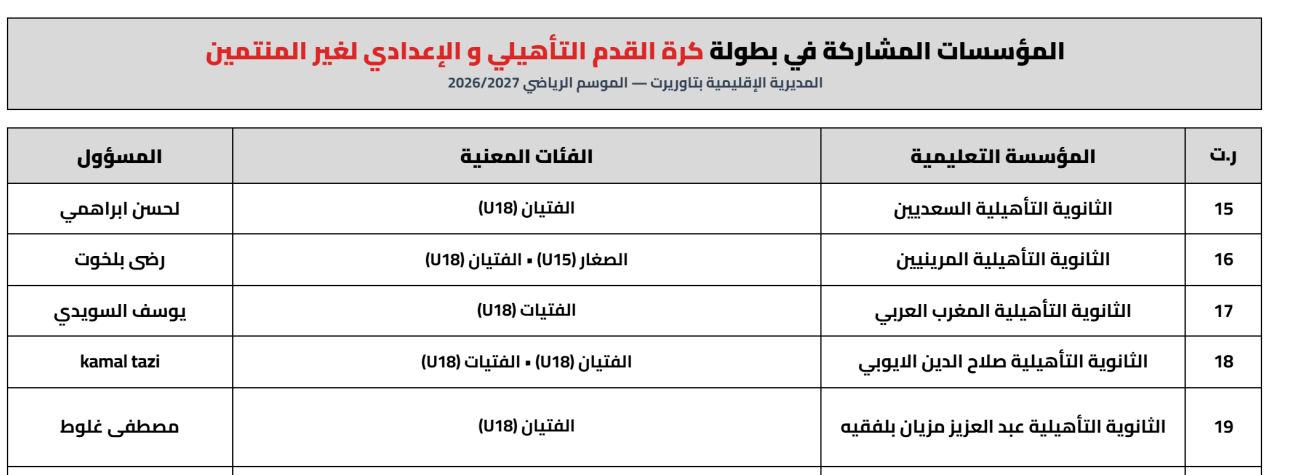 المؤسسات المشاركة في بطولة كرة القدم التأهيلي و الإعدادي لغير المنتمين
المديرية الإقليمية بتاوريرت — الموسم الرياضي 2026/2027
ر.ت المؤسسة التعليمية الفئات المعنية المسؤول
15 الثانوية التأهيلية السعديين الفتيان (U18) لحسن ابراهمي
16 الثانوية التأهيلية المرينيين الصغار (U15) • الفتيان (U18) رضى بلخوت
17 الثانوية التأهيلية المغرب العربي الفتيات (U18) يوسف السويدي
18 الثانوية التأهيلية صلاح الدين الايوبي الفتيان (U18) • الفتيات (U18) kamal tazi
19 الثانوية التأهيلية عبد العزيز مزيان بلفقيه الفتيان (U18) مصطفى غلوط